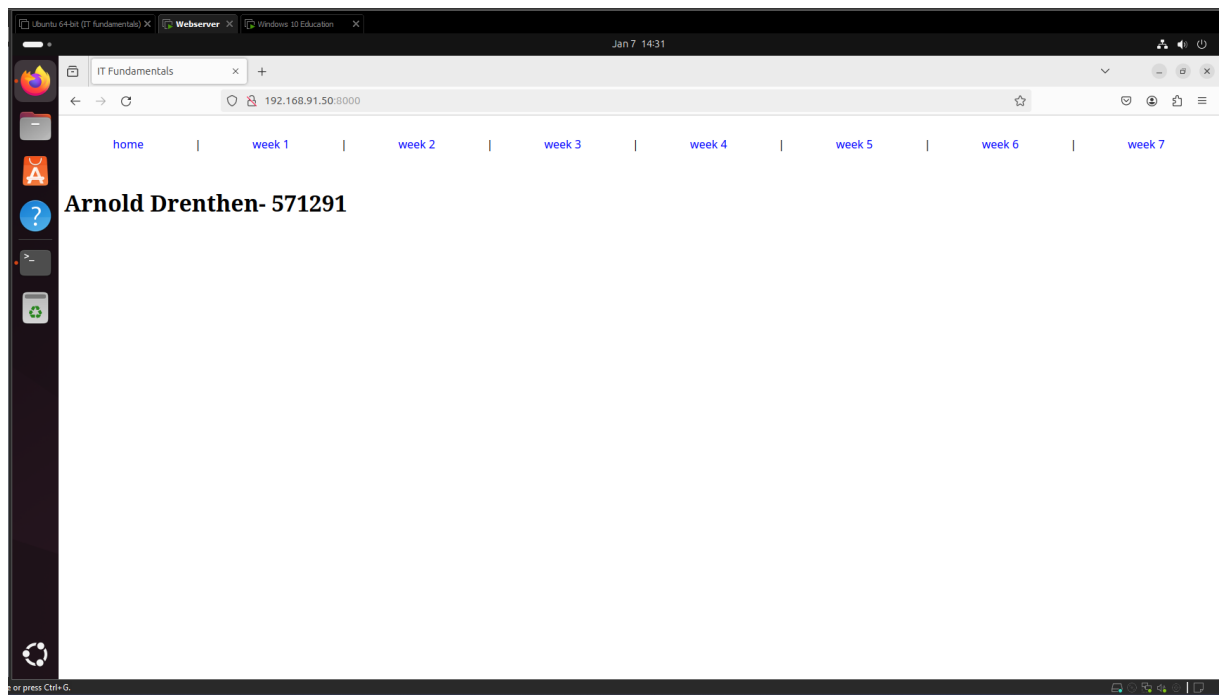 Ubuntu 64-bit (IT fundamentals) Webserver Windows 10 Education
Jan 7 14:31
IT Fundamentals
192.168.91.50:8000
home | week 1 | week 2 | week 3 | week 4 | week 5 | week 6 | week 7
Arnold Drenthen- 571291
or press Ctrl+G.